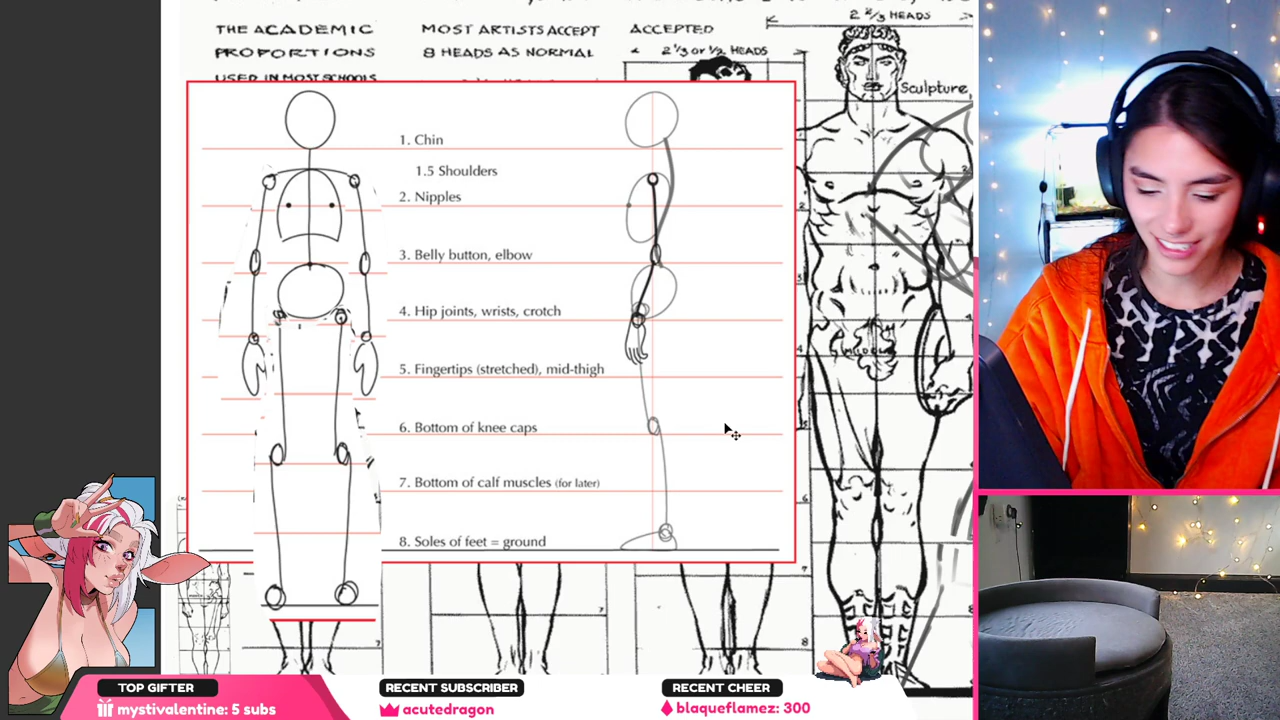 THE ACADEMIC
PROPORTIONS
USED IN MOST SCHOOLS
MOST ARTISTS ACCEPT
8 HEADS AS NORMAL
ACCEPTED
2 1/3 or 1/2 HEADS
2 2/3 HEADS
Sculpture,
1. Chin
1.5 Shoulders
2. Nipples
3. Belly button, elbow
4. Hip joints, wrists, crotch
5. Fingertips (stretched), mid-thigh
6. Bottom of knee caps
7. Bottom of calf muscles (for later)
8. Soles of feet = ground
TOP GIFTER
mystivalentine: 5 subs
RECENT SUBSCRIBER
acutedragon
RECENT CHEER
blaqueflamez: 300